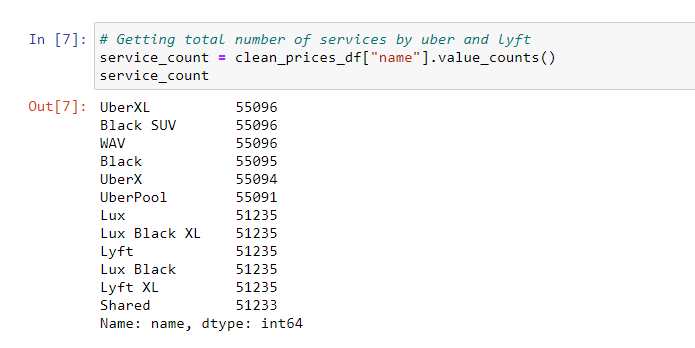 In [7]: # Getting total number of services by uber and lyft
service_count = clean_prices_df["name"].value_counts()
service_count
Out[7]: UberXL 55096
Black SUV 55096
WAV 55096
Black 55095
UberX 55094
UberPool 55091
Lux 51235
Lux Black XL 51235
Lyft 51235
Lux Black 51235
Lyft XL 51235
Shared 51233
Name: name, dtype: int64